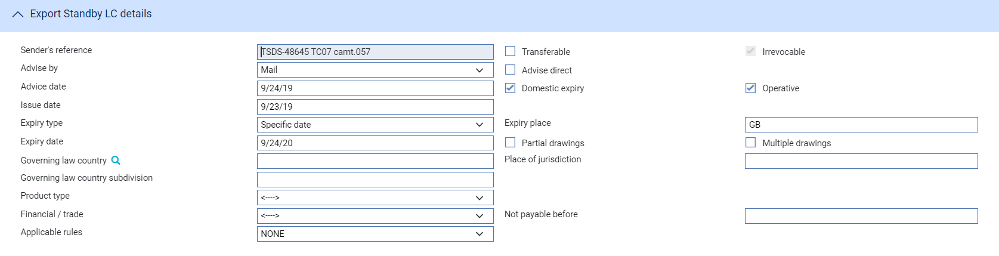 Export Standby LC details
Sender's reference TSDS-48645 TC07 camt.057 Transferable Irrevocable
Advise by Mail Advise direct
Advice date 9/24/19 Domestic expiry Operative
Issue date 9/23/19
Expiry type Specific date Expiry place GB
Expiry date 9/24/20 Partial drawings Multiple drawings
Governing law country Place of jurisdiction
Governing law country subdivision
Product type <---->
Financial / trade <----> Not payable before
Applicable rules NONE